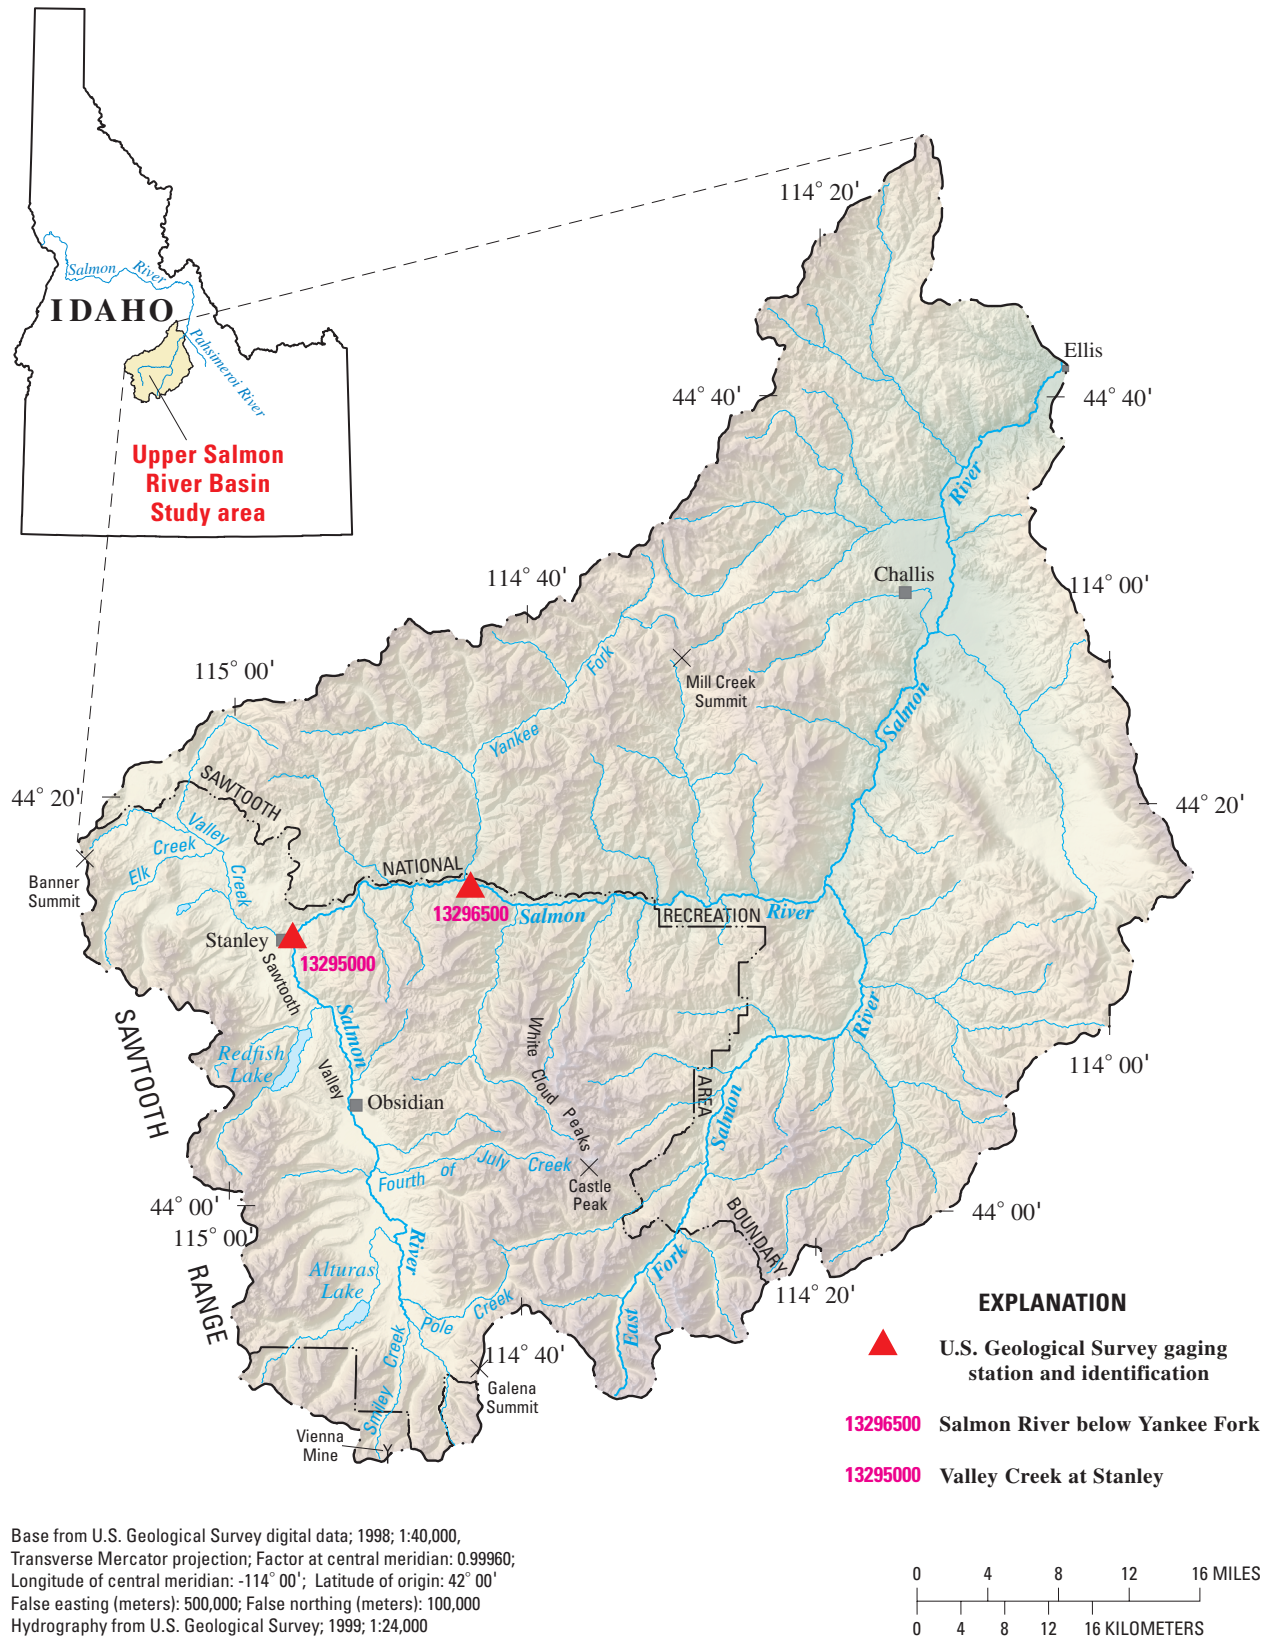 Salmon River
IDAHO
Pahsimeroi River
Upper Salmon
River Basin
Study area
114° 20'
Ellis
44° 40'
44° 40'
River
Challis
114° 40'
114° 00'
Fork
Mill Creek
Summit
115° 00'
Salmon
Yankee
SAWTOOTH
44° 20'
44° 20'
Valley
Creek
Elk
Creek
NATIONAL
Banner
Summit
13296500
Salmon
RECREATION
River
Stanley
13295000
Sawtooth
Salmon
River
SAWTOOTH
White Cloud Peaks
Redfish
Lake
Valley
114° 00'
AREA
Obsidian
Salmon
Fourth of July Creek
Castle
Peak
44° 00'
115° 00'
44° 00'
BOUNDARY
River
Fork
RANGE
Alturas
Lake
114° 20'
Pole Creek
East
Smiley Creek
114° 40'
Galena
Summit
Vienna
Mine
EXPLANATION
U.S. Geological Survey gaging
station and identification
13296500 Salmon River below Yankee Fork
13295000 Valley Creek at Stanley
Base from U.S. Geological Survey digital data; 1998; 1:40,000,
Transverse Mercator projection; Factor at central meridian: 0.99960;
Longitude of central meridian: -114° 00'; Latitude of origin: 42° 00'
False easting (meters): 500,000; False northing (meters): 100,000
Hydrography from U.S. Geological Survey; 1999; 1:24,000
0 4 8 12 16 MILES
0 4 8 12 16 KILOMETERS